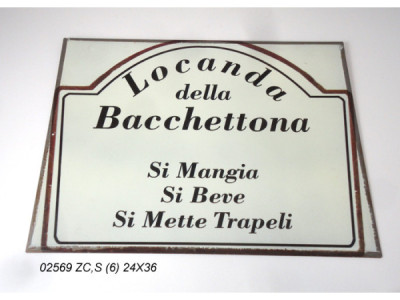 Locanda
della
Bacchettona
Si Mangia
Si Beve
Si Mette Trapeli
02569 ZC,S (6) 24X36